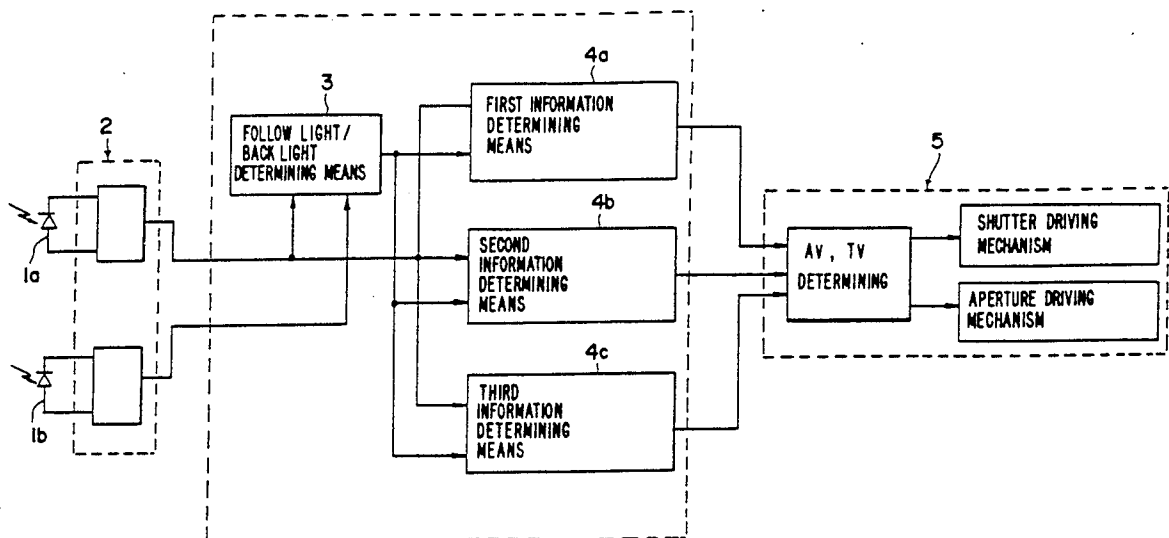 2
1a
1b
3
FOLLOW LIGHT/
BACK LIGHT
DETERMINING MEANS
4a
FIRST INFORMATION
DETERMINING
MEANS
4b
SECOND
INFORMATION
DETERMINING
MEANS
4c
THIRD
INFORMATION
DETERMINING
MEANS
5
AV, TV
DETERMINING
SHUTTER DRIVING
MECHANISM
APERTURE DRIVING
MECHANISM